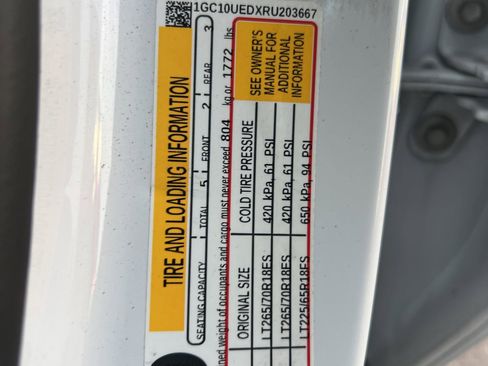 1GC10UEDXRU203667
TIRE AND LOADING INFORMATION
SEATING CAPACITY TOTAL 5 FRONT 2 REAR 3
weight of occupants and cargo must never exceed 804 kg or 1772 lbs
ORIGINAL SIZE COLD TIRE PRESSURE
LT265/70R18ES 420 kPa, 61 PSI
LT265/70R18ES 420 kPa, 61 PSI
LT225/65R18ES 650 kPa, 94 PSI
SEE OWNER'S
MANUAL FOR
ADDITIONAL
INFORMATION